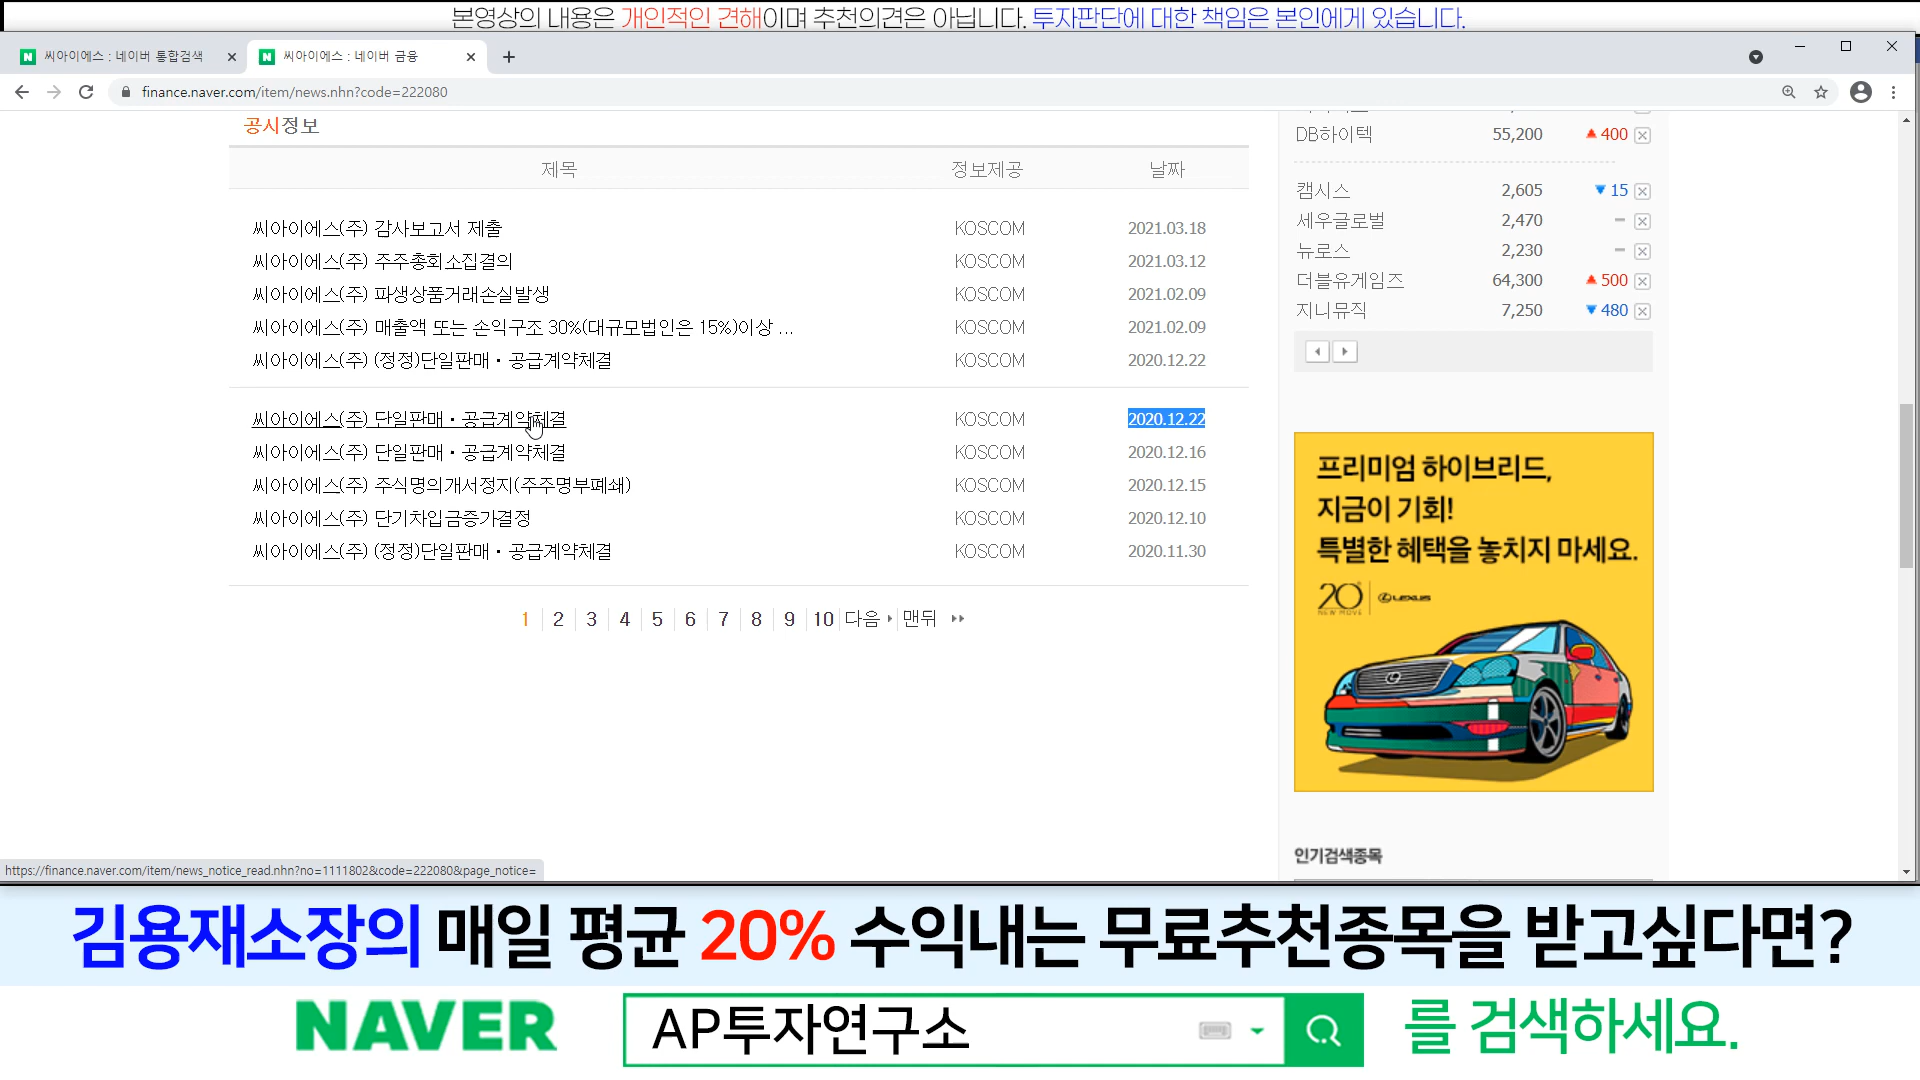 본영상의 내용은 개인적인 견해이며 추천의견은 아닙니다. 투자판단에 대한 책임은 본인에게 있습니다.
씨아이에스 : 네이버 통합검색
씨아이에스 : 네이버 금융
finance.naver.com/item/news.nhn?code=222080
공시정보
제목 정보제공 날짜
씨아이에스(주) 감사보고서 제출 KOSCOM 2021.03.18
씨아이에스(주) 주주총회소집결의 KOSCOM 2021.03.12
씨아이에스(주) 파생상품거래손실발생 KOSCOM 2021.02.09
씨아이에스(주) 매출액 또는 손익구조 30%(대규모법인은 15%)이상 ... KOSCOM 2021.02.09
씨아이에스(주) (정정)단일판매ㆍ공급계약체결 KOSCOM 2020.12.22
씨아이에스(주) 단일판매ㆍ공급계약체결 KOSCOM 2020.12.22
씨아이에스(주) 단일판매ㆍ공급계약체결 KOSCOM 2020.12.16
씨아이에스(주) 주식명의개서정지(주주명부폐쇄) KOSCOM 2020.12.15
씨아이에스(주) 단기차입금증가결정 KOSCOM 2020.12.10
씨아이에스(주) (정정)단일판매ㆍ공급계약체결 KOSCOM 2020.11.30
1 2 3 4 5 6 7 8 9 10 다음 맨뒤
DB하이텍 55,200 ▲400
캠시스 2,605 ▼15
세우글로벌 2,470 -
뉴로스 2,230 -
더블유게임즈 64,300 ▲500
지니뮤직 7,250 ▼480
프리미엄 하이브리드,
지금이 기회!
특별한 혜택을 놓치지 마세요.
20 LEXUS
NEW MOVE
인기검색종목
https://finance.naver.com/item/news_notice_read.nhn?no=1111802&code=222080&page_notice=
김용재소장의 매일 평균 20% 수익내는 무료추천종목을 받고싶다면?
NAVER AP투자연구소 를 검색하세요.